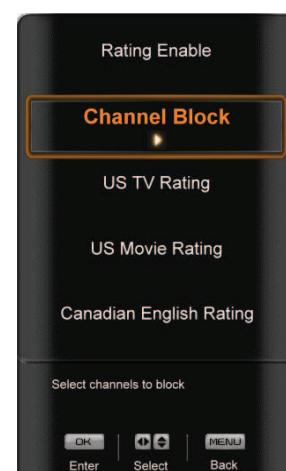 Rating Enable
Channel Block
US TV Rating
US Movie Rating
Canadian English Rating
Select channels to block
OK MENU
Enter Select Back